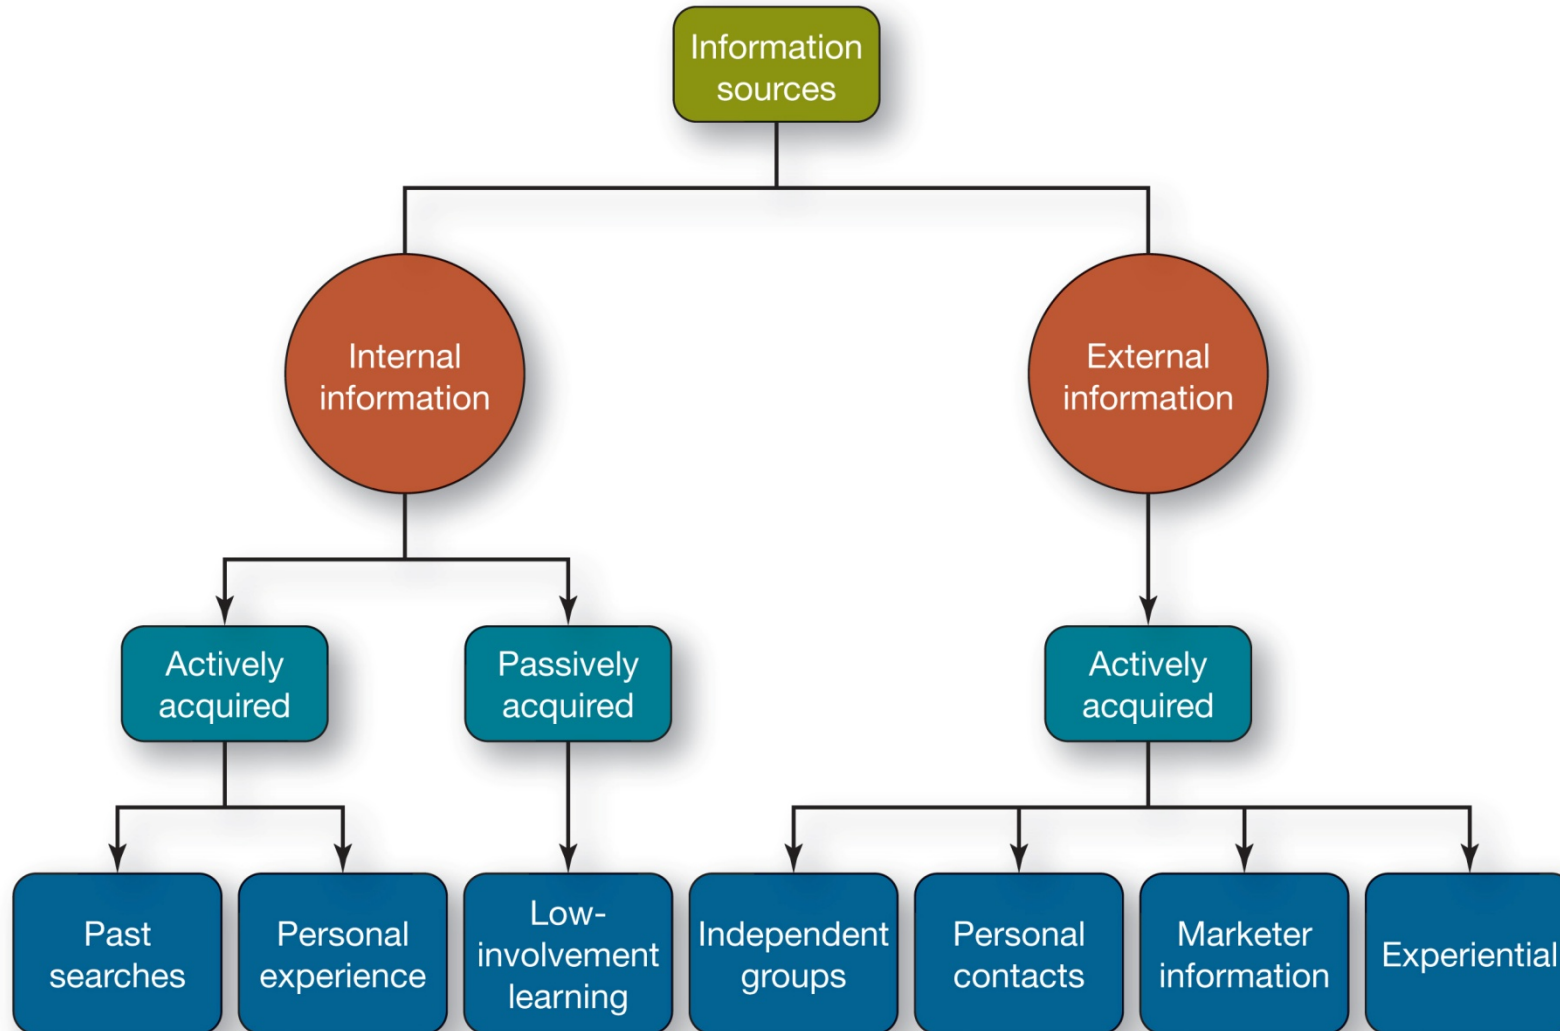 Information
sources
Internal
information
External
information
Actively
acquired
Passively
acquired
Actively
acquired
Past
searches
Personal
experience
Low-
involvement
learning
Independent
groups
Personal
contacts
Marketer
information
Experiential